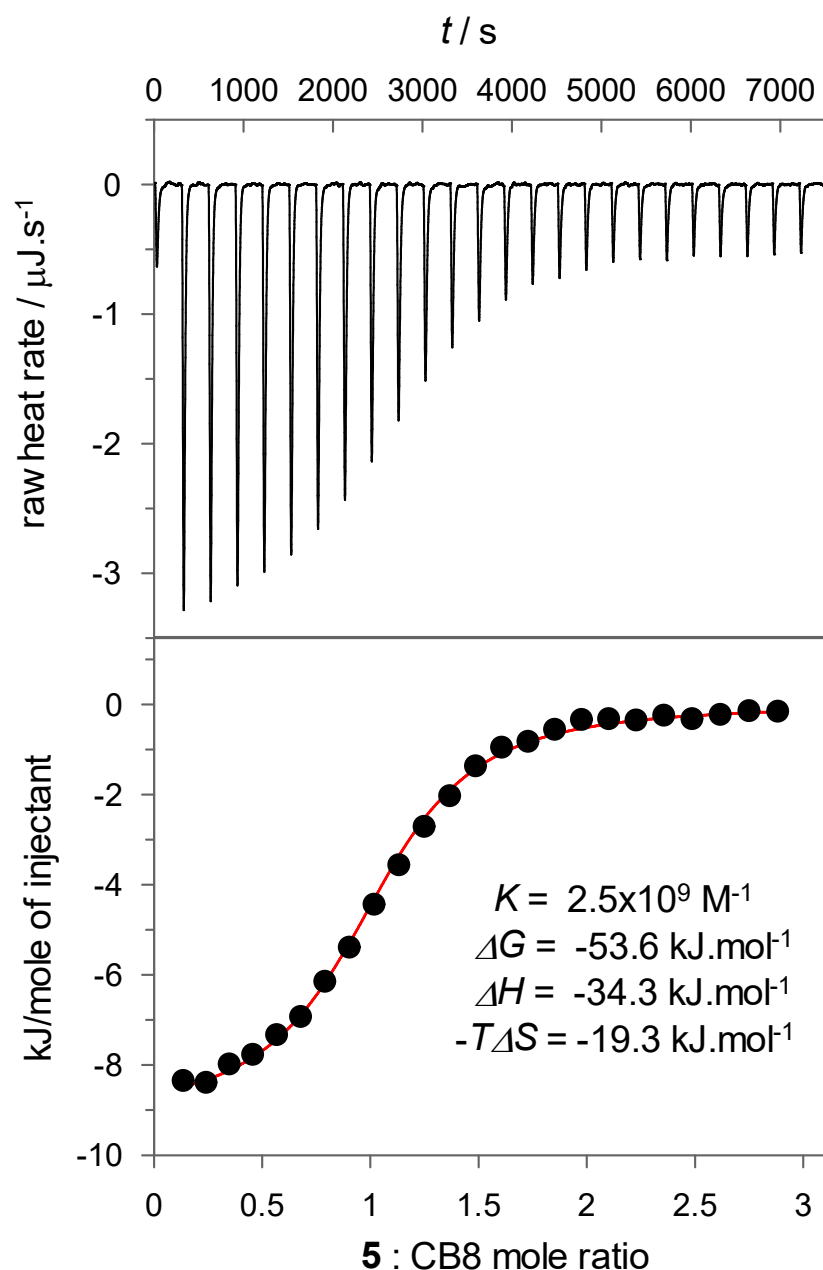 t / s
0 1000 2000 3000 4000 5000 6000 7000
raw heat rate / μJ.s⁻¹
0
-1
-2
-3
kJ/mole of injectant
0
-2
-4
-6
-8
-10
K = 2.5x10⁹ M⁻¹
ΔG = -53.6 kJ.mol⁻¹
ΔH = -34.3 kJ.mol⁻¹
-TΔS = -19.3 kJ.mol⁻¹
0 0.5 1 1.5 2 2.5 3
5 : CB8 mole ratio